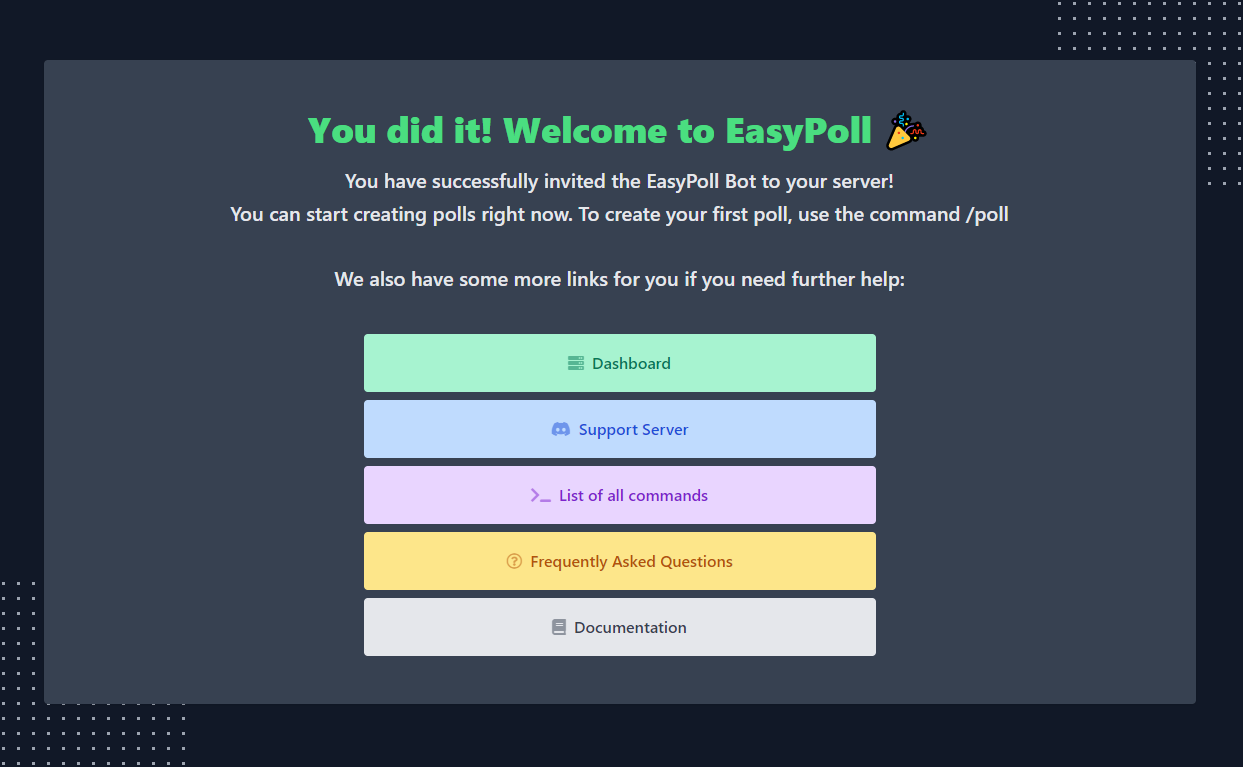 You did it! Welcome to EasyPoll 🎉
You have successfully invited the EasyPoll Bot to your server!
You can start creating polls right now. To create your first poll, use the command /poll
We also have some more links for you if you need further help:
Dashboard
Support Server
List of all commands
Frequently Asked Questions
Documentation